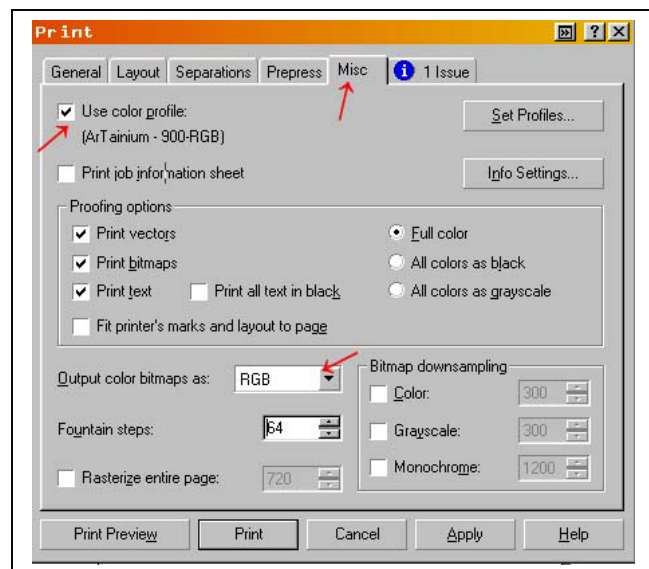 Print
General Layout Separations Prepress Misc 1 Issue
Use color profile: Set Profiles...
(ArTainium - 900-RGB)
Print job information sheet Info Settings...
Proofing options
Print vectors Full color
Print bitmaps All colors as black
Print text Print all text in black All colors as grayscale
Fit printer's marks and layout to page
Output color bitmaps as: RGB Bitmap downsampling
Color: 300
Fountain steps: 64 Grayscale: 300
Rasterize entire page: 720 Monochrome: 1200
Print Preview Print Cancel Apply Help